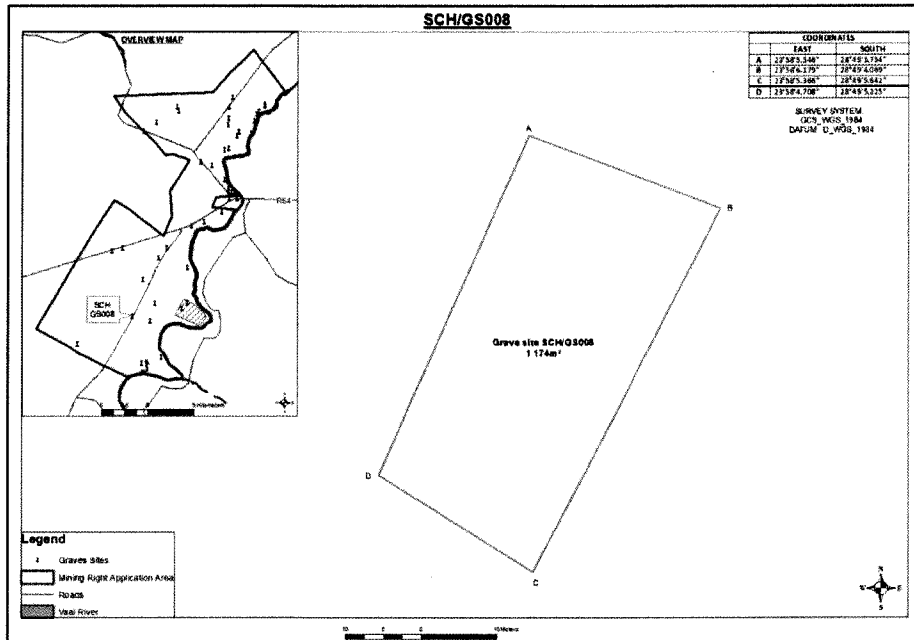 SCH/GS008
OVERVIEW MAP
R64
SCH
GS008
COORDINATES
EAST SOUTH
A
B
C
D
SURVEY SYSTEM
GCS_WGS_1984
DATUM D_WGS_1984
A
B
Grave site SCH/GS008
1 174m²
D
C
Legend
Graves Sites
Mining Right Application Area
Roads
Vaal River
N
W E
S